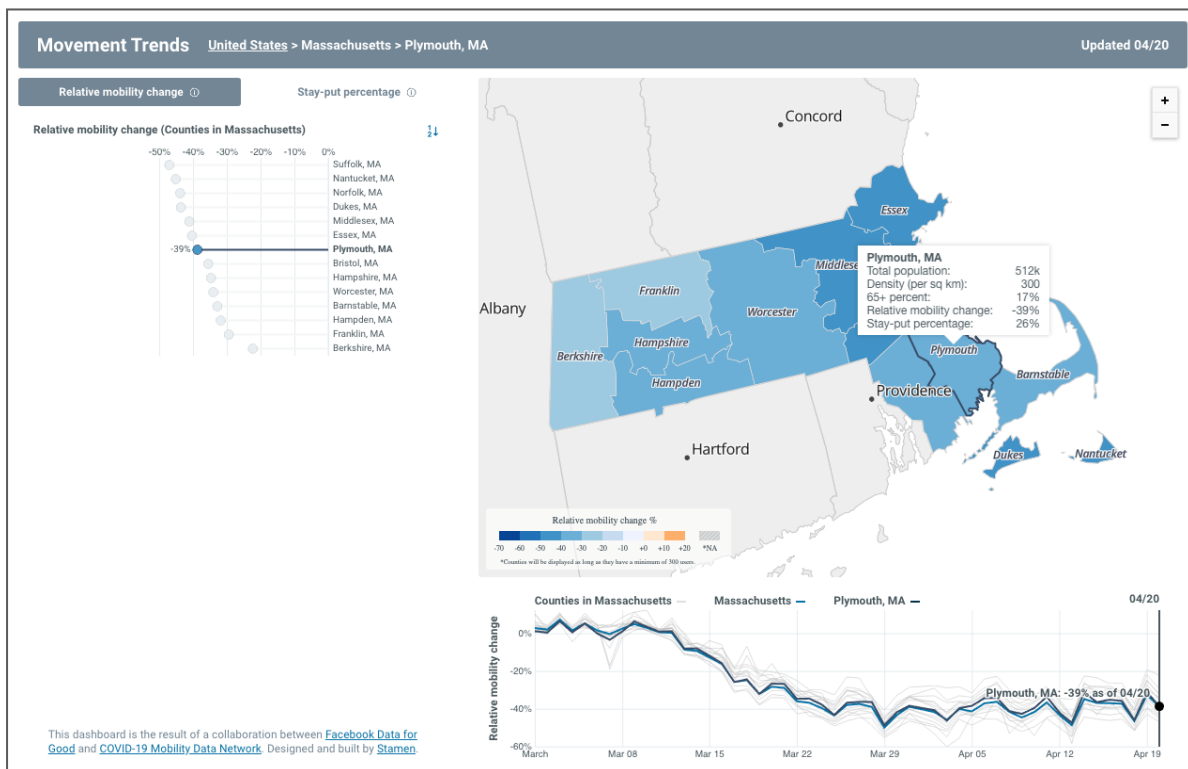 Movement Trends United States > Massachusetts > Plymouth, MA Updated 04/20
Relative mobility change ⓘ Stay-put percentage ⓘ
Relative mobility change (Counties in Massachusetts)
-50% -40% -30% -20% -10% 0%
Suffolk, MA
Nantucket, MA
Norfolk, MA
Dukes, MA
Middlesex, MA
Essex, MA
-39% Plymouth, MA
Bristol, MA
Hampshire, MA
Worcester, MA
Barnstable, MA
Hampden, MA
Franklin, MA
Berkshire, MA
+
−
Concord
Essex
Middlese
Plymouth, MA
Total population: 512k
Density (per sq km): 300
65+ percent: 17%
Relative mobility change: -39%
Stay-put percentage: 26%
Albany
Franklin
Worcester
Hampshire
Berkshire
Plymouth
Hampden
Barnstable
Providence
Hartford
Dukes
Nantucket
Relative mobility change %
-70 -60 -50 -40 -30 -20 -10 +0 +10 +20 *NA
*Counties will be displayed as long as they have a minimum of 300 users
Counties in Massachusetts Massachusetts Plymouth, MA 04/20
Relative mobility change
0%
-20%
Plymouth, MA: -39% as of 04/20
-40%
-60%
March Mar 08 Mar 15 Mar 22 Mar 29 Apr 05 Apr 12 Apr 19
This dashboard is the result of a collaboration between Facebook Data for
Good and COVID-19 Mobility Data Network. Designed and built by Stamen.